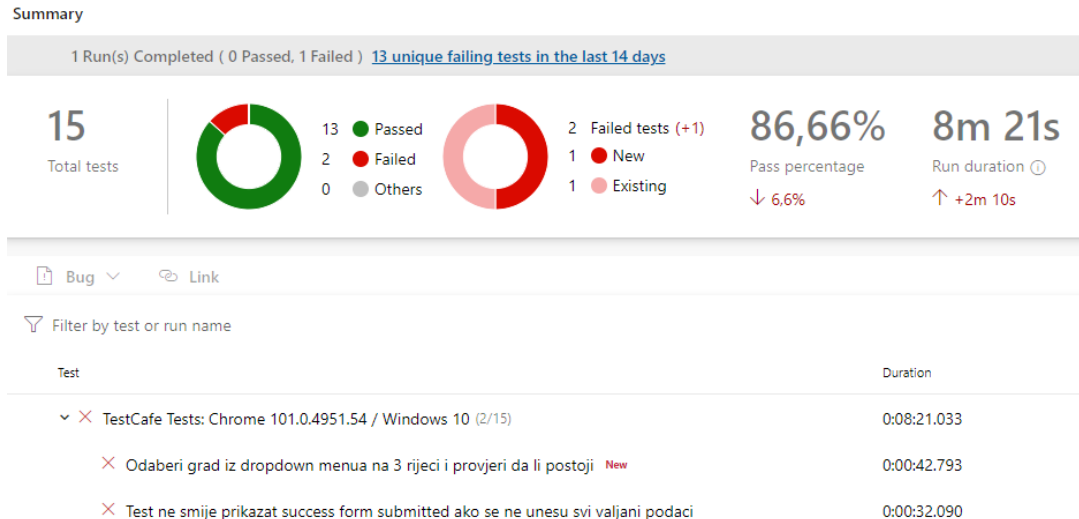 Summary
1 Run(s) Completed ( 0 Passed, 1 Failed ) 13 unique failing tests in the last 14 days
15
Total tests
13 Passed
2 Failed
0 Others
2 Failed tests (+1)
1 New
1 Existing
86,66%
Pass percentage
6,6%
8m 21s
Run duration
+2m 10s
Bug
Link
Filter by test or run name
Test Duration
TestCafe Tests: Chrome 101.0.4951.54 / Windows 10 (2/15) 0:08:21.033
Odaberi grad iz dropdown menua na 3 rijeci i provjeri da li postoji New 0:00:42.793
Test ne smije prikazat success form submitted ako se ne unesu svi valjani podaci 0:00:32.090